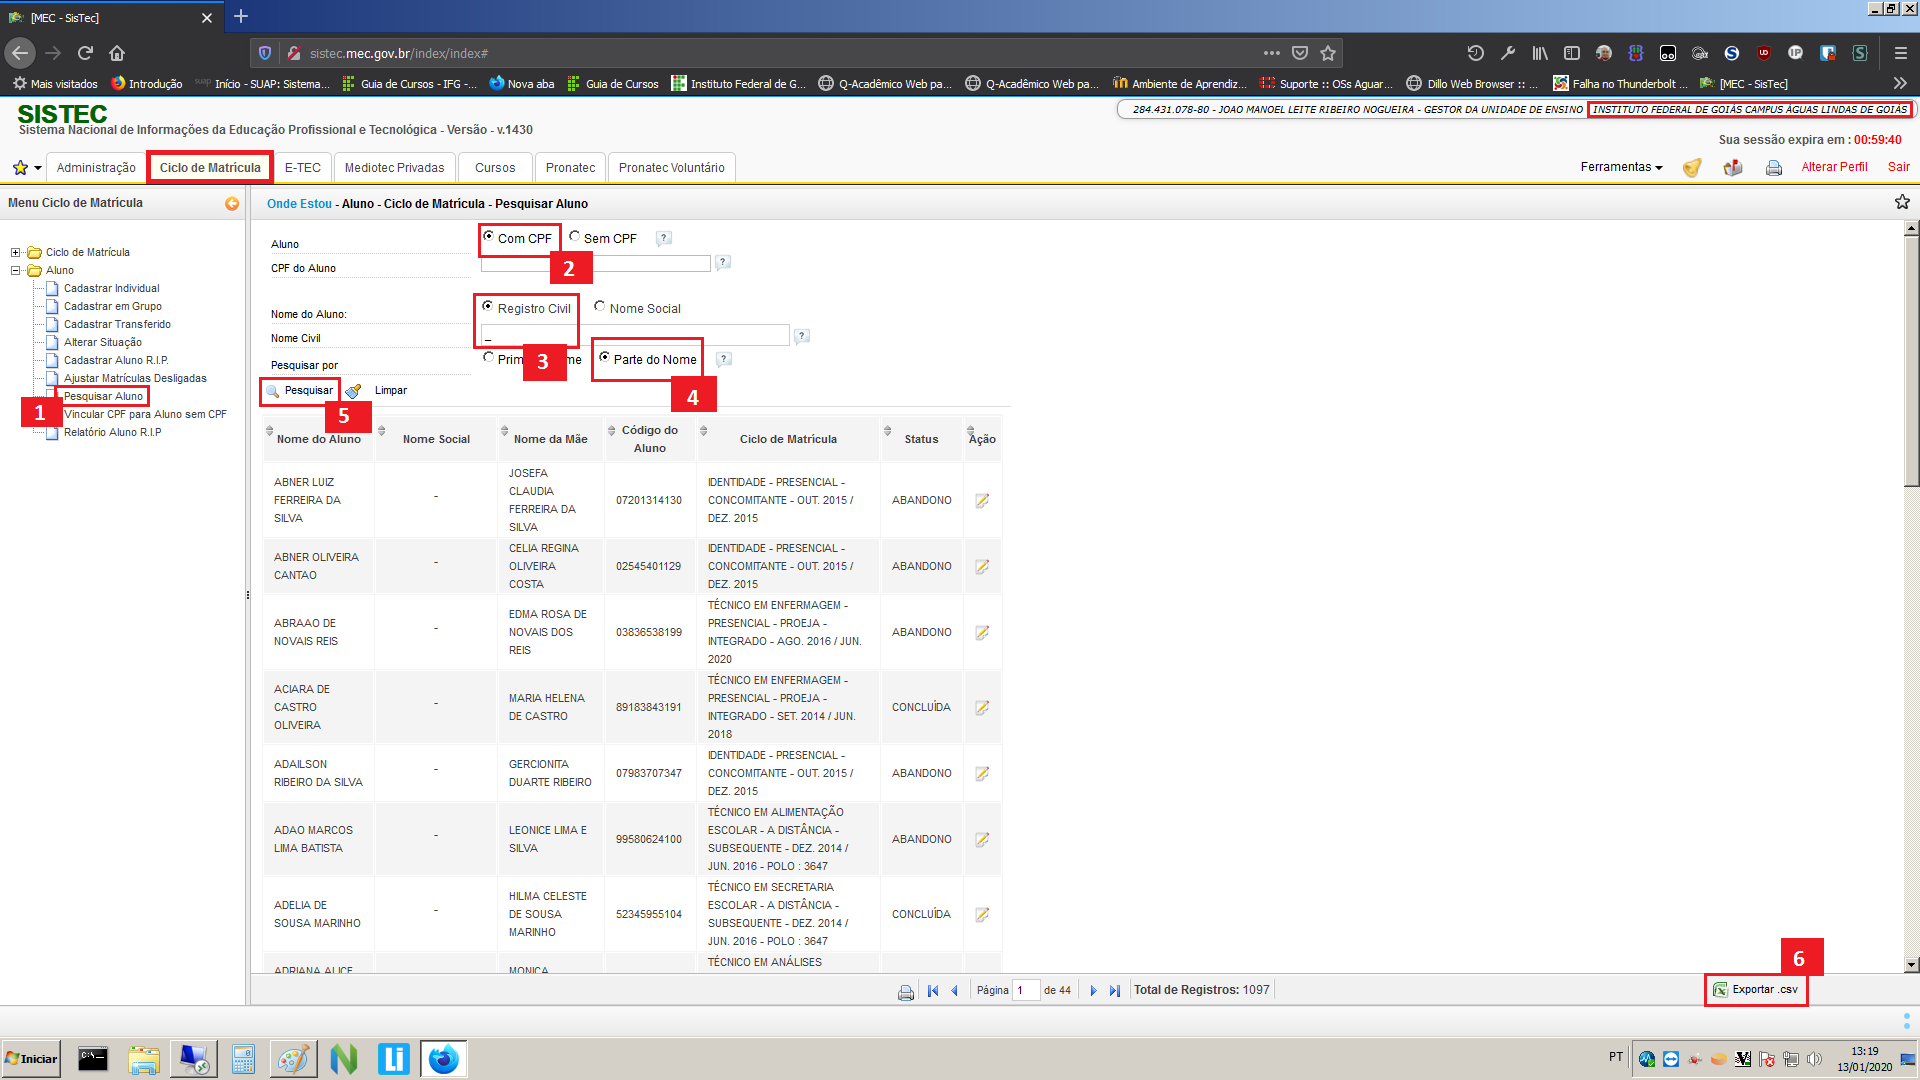 [MEC - SisTec]
sistec.mec.gov.br/index/index#
Mais visitados
Introdução
Início - SUAP: Sistema...
Guia de Cursos - IFG -...
Nova aba
Guia de Cursos
Instituto Federal de G...
Q-Acadêmico Web pa...
Q-Acadêmico Web pa...
Ambiente de Aprendiz...
Suporte :: OSs Aguar...
Dillo Web Browser :: ...
Falha no Thunderbolt ...
[MEC - SisTec]
SISTEC
Sistema Nacional de Informações da Educação Profissional e Tecnológica - Versão - v.1430
284.431.078-80 - JOAO MANOEL LEITE RIBEIRO NOGUEIRA - GESTOR DA UNIDADE DE ENSINO INSTITUTO FEDERAL DE GOIÁS CAMPUS ÁGUAS LINDAS DE GOIÁS
Sua sessão expira em : 00:59:40
Administração
Ciclo de Matrícula
E-TEC
Mediotec Privadas
Cursos
Pronatec
Pronatec Voluntário
Ferramentas
Alterar Perfil
Sair
Menu Ciclo de Matrícula
Onde Estou - Aluno - Ciclo de Matrícula - Pesquisar Aluno
Ciclo de Matrícula
Aluno
Cadastrar Individual
Cadastrar em Grupo
Cadastrar Transferido
Alterar Situação
Cadastrar Aluno R.I.P.
Ajustar Matrículas Desligadas
Pesquisar Aluno
1
Vincular CPF para Aluno sem CPF
Relatório Aluno R.I.P
Aluno
Com CPF
Sem CPF
?
CPF do Aluno
2
?
Nome do Aluno:
Registro Civil
Nome Social
Nome Civil
_
?
Pesquisar por
3
Parte do Nome
?
4
Pesquisar
Limpar
5
Nome do Aluno
Nome Social
Nome da Mãe
Código do
Aluno
Ciclo de Matrícula
Status
Ação
ABNER LUIZ
FERREIRA DA
SILVA
-
JOSEFA
CLAUDIA
FERREIRA DA
SILVA
07201314130
IDENTIDADE - PRESENCIAL -
CONCOMITANTE - OUT. 2015 /
DEZ. 2015
ABANDONO
ABNER OLIVEIRA
CANTAO
-
CELIA REGINA
OLIVEIRA
COSTA
02545401129
IDENTIDADE - PRESENCIAL -
CONCOMITANTE - OUT. 2015 /
DEZ. 2015
ABANDONO
ABRAAO DE
NOVAIS REIS
-
EDMA ROSA DE
NOVAIS DOS
REIS
03836538199
TÉCNICO EM ENFERMAGEM -
PRESENCIAL - PROEJA -
INTEGRADO - AGO. 2016 / JUN.
2020
ABANDONO
ACIARA DE
CASTRO
OLIVEIRA
-
MARIA HELENA
DE CASTRO
89183843191
TÉCNICO EM ENFERMAGEM -
PRESENCIAL - PROEJA -
INTEGRADO - SET. 2014 / JUN.
2018
CONCLUÍDA
ADAILSON
RIBEIRO DA SILVA
-
GERCIONITA
DUARTE RIBEIRO
07983707347
IDENTIDADE - PRESENCIAL -
CONCOMITANTE - OUT. 2015 /
DEZ. 2015
ABANDONO
ADAO MARCOS
LIMA BATISTA
-
LEONICE LIMA E
SILVA
99580624100
TÉCNICO EM ALIMENTAÇÃO
ESCOLAR - A DISTÂNCIA -
SUBSEQUENTE - DEZ. 2014 /
JUN. 2016 - POLO : 3647
ABANDONO
ADELIA DE
SOUSA MARINHO
-
HILMA CELESTE
DE SOUSA
MARINHO
52345955104
TÉCNICO EM SECRETARIA
ESCOLAR - A DISTÂNCIA -
SUBSEQUENTE - DEZ. 2014 /
JUN. 2016 - POLO : 3647
CONCLUÍDA
ADRIANA ALICE
MONICA
TÉCNICO EM ANÁLISES
6
Página 1 de 44
Total de Registros: 1097
Exportar .csv
Iniciar
PT
13:19
13/01/2020